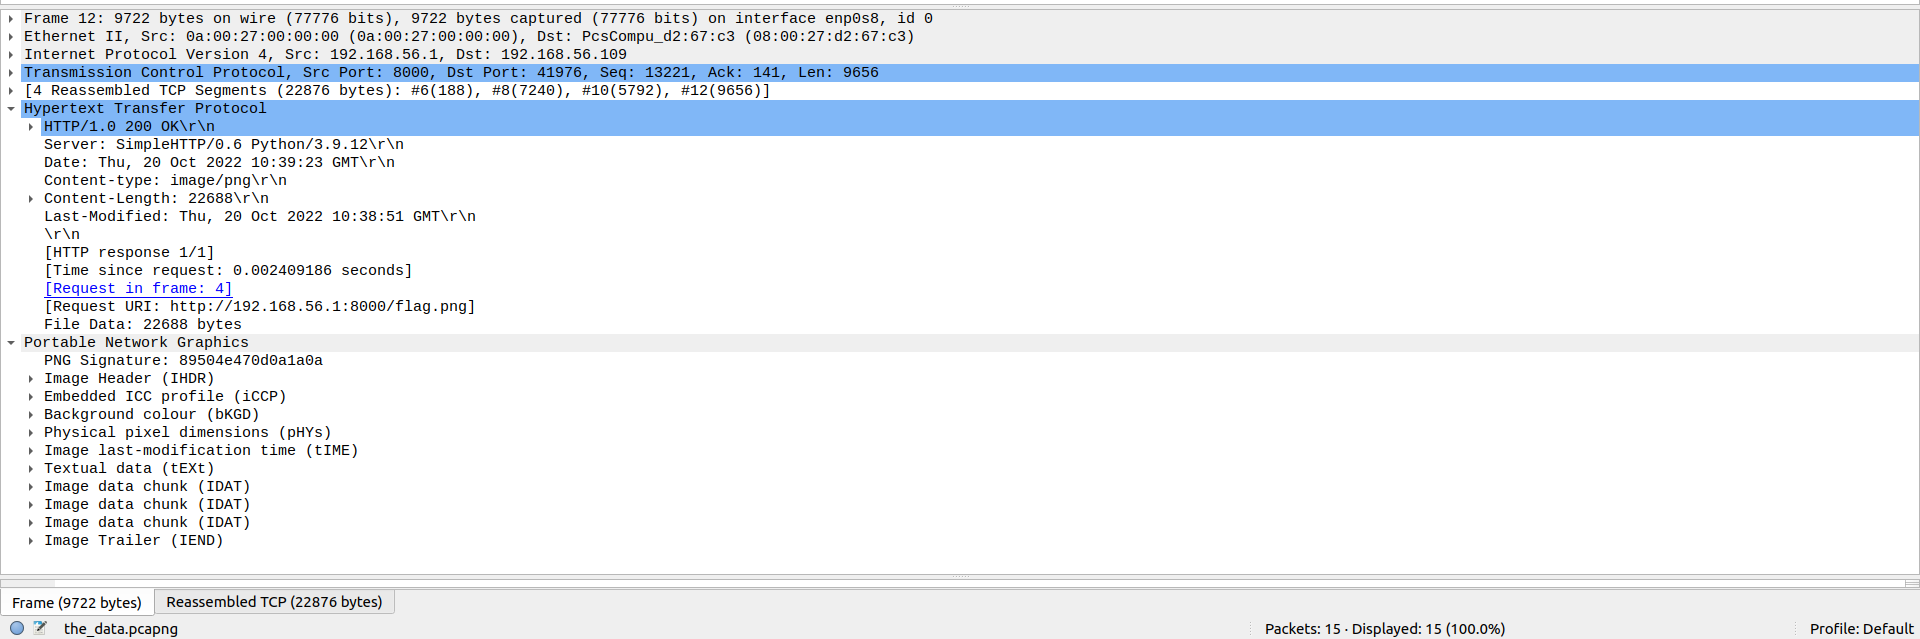 Frame 12: 9722 bytes on wire (77776 bits), 9722 bytes captured (77776 bits) on interface enp0s8, id 0
Ethernet II, Src: 0a:00:27:00:00:00 (0a:00:27:00:00:00), Dst: PcsCompu_d2:67:c3 (08:00:27:d2:67:c3)
Internet Protocol Version 4, Src: 192.168.56.1, Dst: 192.168.56.109
Transmission Control Protocol, Src Port: 8000, Dst Port: 41976, Seq: 13221, Ack: 141, Len: 9656
[4 Reassembled TCP Segments (22876 bytes): #6(188), #8(7240), #10(5792), #12(9656)]
Hypertext Transfer Protocol
HTTP/1.0 200 OK\r\n
Server: SimpleHTTP/0.6 Python/3.9.12\r\n
Date: Thu, 20 Oct 2022 10:39:23 GMT\r\n
Content-type: image/png\r\n
Content-Length: 22688\r\n
Last-Modified: Thu, 20 Oct 2022 10:38:51 GMT\r\n
\r\n
[HTTP response 1/1]
[Time since request: 0.002409186 seconds]
[Request in frame: 4]
[Request URI: http://192.168.56.1:8000/flag.png]
File Data: 22688 bytes
Portable Network Graphics
PNG Signature: 89504e470d0a1a0a
Image Header (IHDR)
Embedded ICC profile (iCCP)
Background colour (bKGD)
Physical pixel dimensions (pHYs)
Image last-modification time (tIME)
Textual data (tEXt)
Image data chunk (IDAT)
Image data chunk (IDAT)
Image data chunk (IDAT)
Image Trailer (IEND)
Frame (9722 bytes) Reassembled TCP (22876 bytes)
the_data.pcapng Packets: 15 · Displayed: 15 (100.0%) Profile: Default